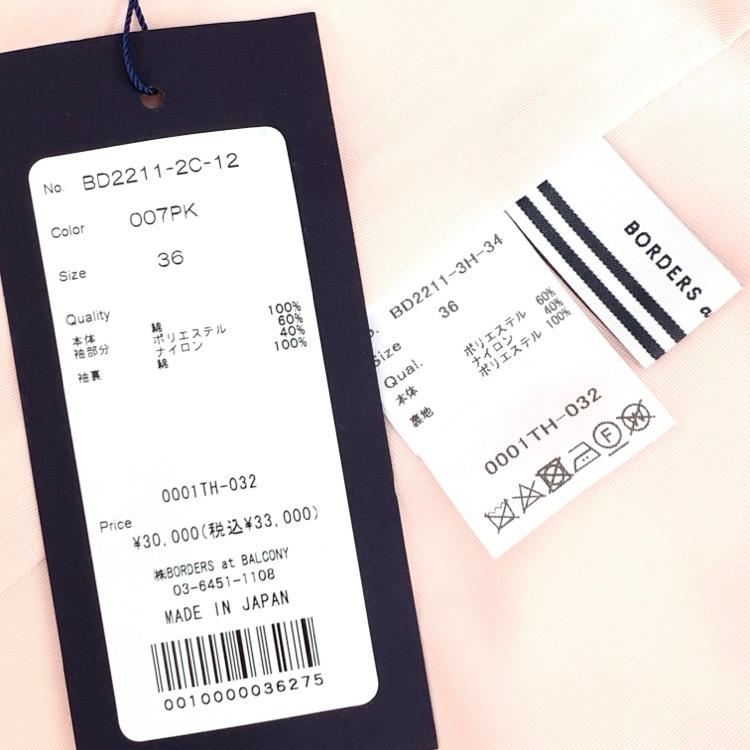 No. BD2211-2C-12
Color 007PK
Size 36
Quality
本体 綿 100%
袖部分 ポリエステル 60%
ナイロン 40%
袖裏 綿 100%
0001TH-032
Price
¥30,000(税込¥33,000)
㈱BORDERS at BALCONY
03-6451-1108
MADE IN JAPAN
0010000036275
BD2211-3H-34
Size 36
Qual.
本体 ポリエステル 60%
ナイロン 40%
裏地 ポリエステル 100%
0001TH-032
F W
BORDERS a